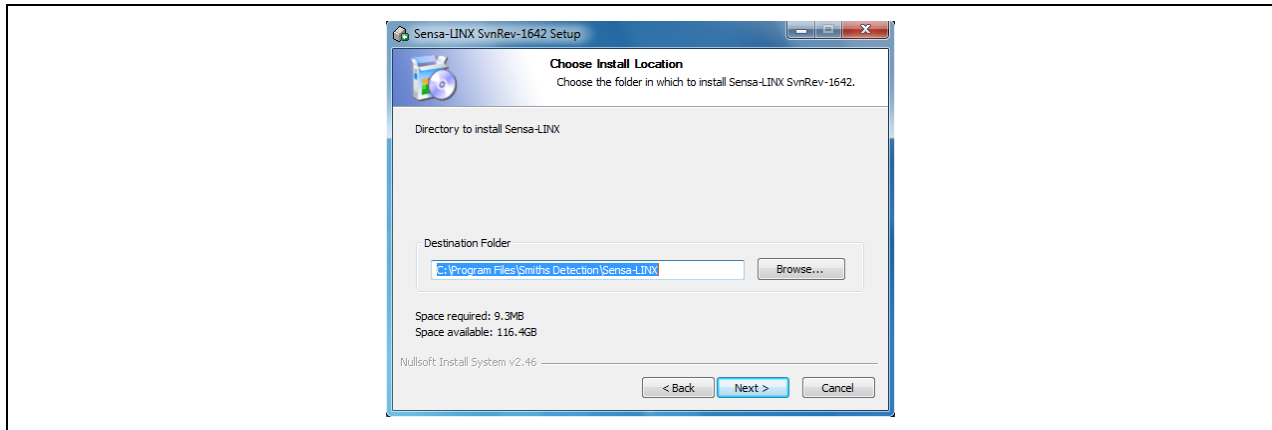 Sensa-LINX SvnRev-1642 Setup
Choose Install Location
Choose the folder in which to install Sensa-LINX SvnRev-1642.
Directory to install Sensa-LINX
Destination Folder
C:\Program Files\Smiths Detection\Sensa-LINX
Browse...
Space required: 9.3MB
Space available: 116.4GB
Nullsoft Install System v2.46
< Back
Next >
Cancel